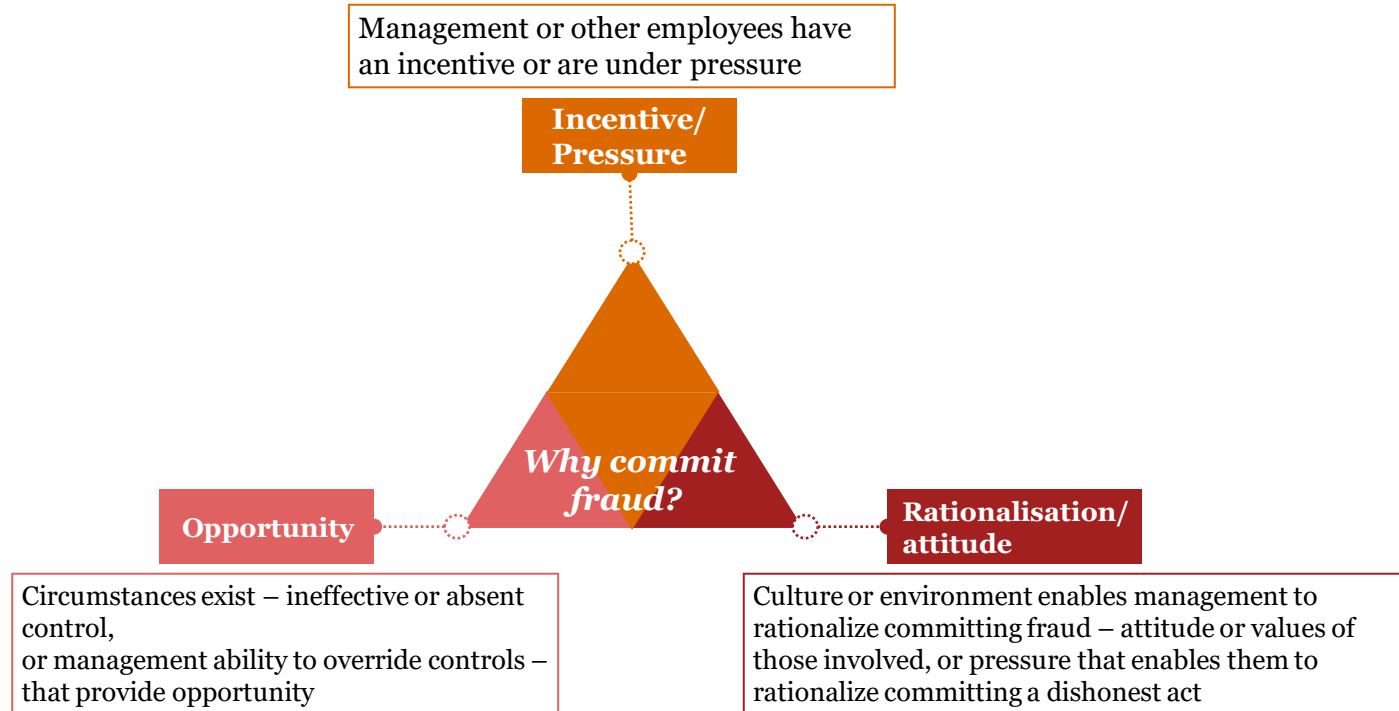 Management or other employees have
an incentive or are under pressure
Incentive/
Pressure
Why commit
fraud?
Opportunity
Rationalisation/
attitude
Circumstances exist – ineffective or absent
control,
or management ability to override controls –
that provide opportunity
Culture or environment enables management to
rationalize committing fraud – attitude or values of
those involved, or pressure that enables them to
rationalize committing a dishonest act